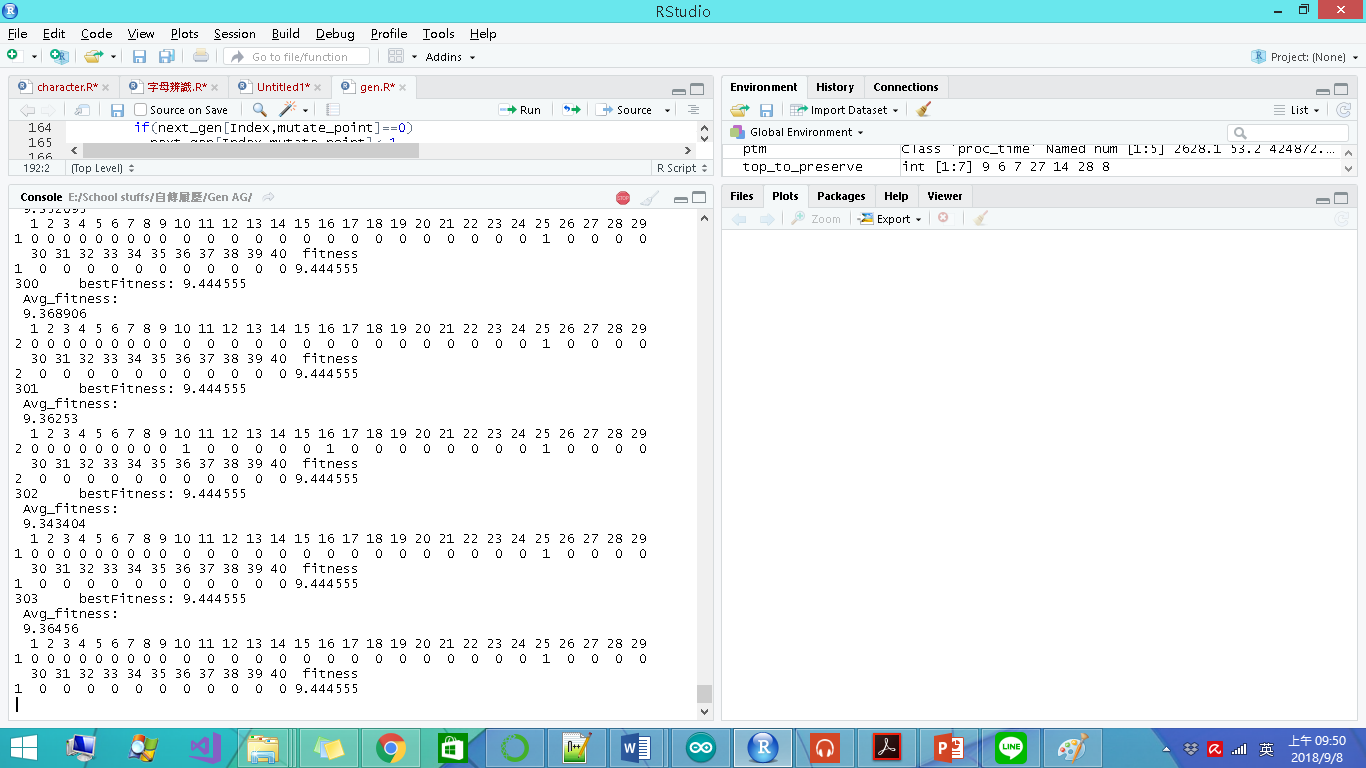 RStudio
File Edit Code View Plots Session Build Debug Profile Tools Help
Go to file/function Addins Project: (None)
character.R* 字母辨識.R* Untitled1* gen.R*
Source on Save Run Source
164 if(next_gen[Index,mutate_point]==0)
165
166
192:2 (Top Level) R Script
Console E:/School stuffs/自修履歷/Gen AG/
9.352095
1 2 3 4 5 6 7 8 9 10 11 12 13 14 15 16 17 18 19 20 21 22 23 24 25 26 27 28 29
1 0 0 0 0 0 0 0 0 0 0 0 0 0 0 0 0 0 0 0 0 0 0 0 0 1 0 0 0 0
30 31 32 33 34 35 36 37 38 39 40 fitness
1 0 0 0 0 0 0 0 0 0 0 0 9.444555
300 bestFitness: 9.444555
Avg_fitness:
9.368906
1 2 3 4 5 6 7 8 9 10 11 12 13 14 15 16 17 18 19 20 21 22 23 24 25 26 27 28 29
2 0 0 0 0 0 0 0 0 0 0 0 0 0 0 0 0 0 0 0 0 0 0 0 0 1 0 0 0 0
30 31 32 33 34 35 36 37 38 39 40 fitness
2 0 0 0 0 0 0 0 0 0 0 0 9.444555
301 bestFitness: 9.444555
Avg_fitness:
9.36253
1 2 3 4 5 6 7 8 9 10 11 12 13 14 15 16 17 18 19 20 21 22 23 24 25 26 27 28 29
2 0 0 0 0 0 0 0 0 0 1 0 0 0 0 0 1 0 0 0 0 0 0 0 0 1 0 0 0 0
30 31 32 33 34 35 36 37 38 39 40 fitness
2 0 0 0 0 0 0 0 0 0 0 0 9.444555
302 bestFitness: 9.444555
Avg_fitness:
9.343404
1 2 3 4 5 6 7 8 9 10 11 12 13 14 15 16 17 18 19 20 21 22 23 24 25 26 27 28 29
1 0 0 0 0 0 0 0 0 0 0 0 0 0 0 0 0 0 0 0 0 0 0 0 0 1 0 0 0 0
30 31 32 33 34 35 36 37 38 39 40 fitness
1 0 0 0 0 0 0 0 0 0 0 0 9.444555
303 bestFitness: 9.444555
Avg_fitness:
9.36456
1 2 3 4 5 6 7 8 9 10 11 12 13 14 15 16 17 18 19 20 21 22 23 24 25 26 27 28 29
1 0 0 0 0 0 0 0 0 0 0 0 0 0 0 0 0 0 0 0 0 0 0 0 0 1 0 0 0 0
30 31 32 33 34 35 36 37 38 39 40 fitness
1 0 0 0 0 0 0 0 0 0 0 0 9.444555
Environment History Connections
Import Dataset List
Global Environment
ptm Class 'proc_time' Named num [1:5] 2628.1 53.2 424872.…
top_to_preserve int [1:7] 9 6 7 27 14 28 8
Files Plots Packages Help Viewer
Zoom Export
英
上午 09:50
2018/9/8